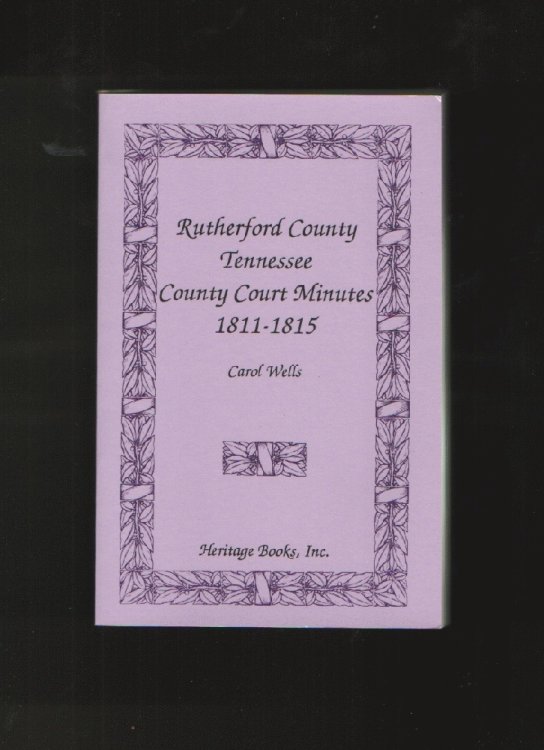 Rutherford County
Tennessee
County Court Minutes
1811-1815
Carol Wells
Heritage Books, Inc.